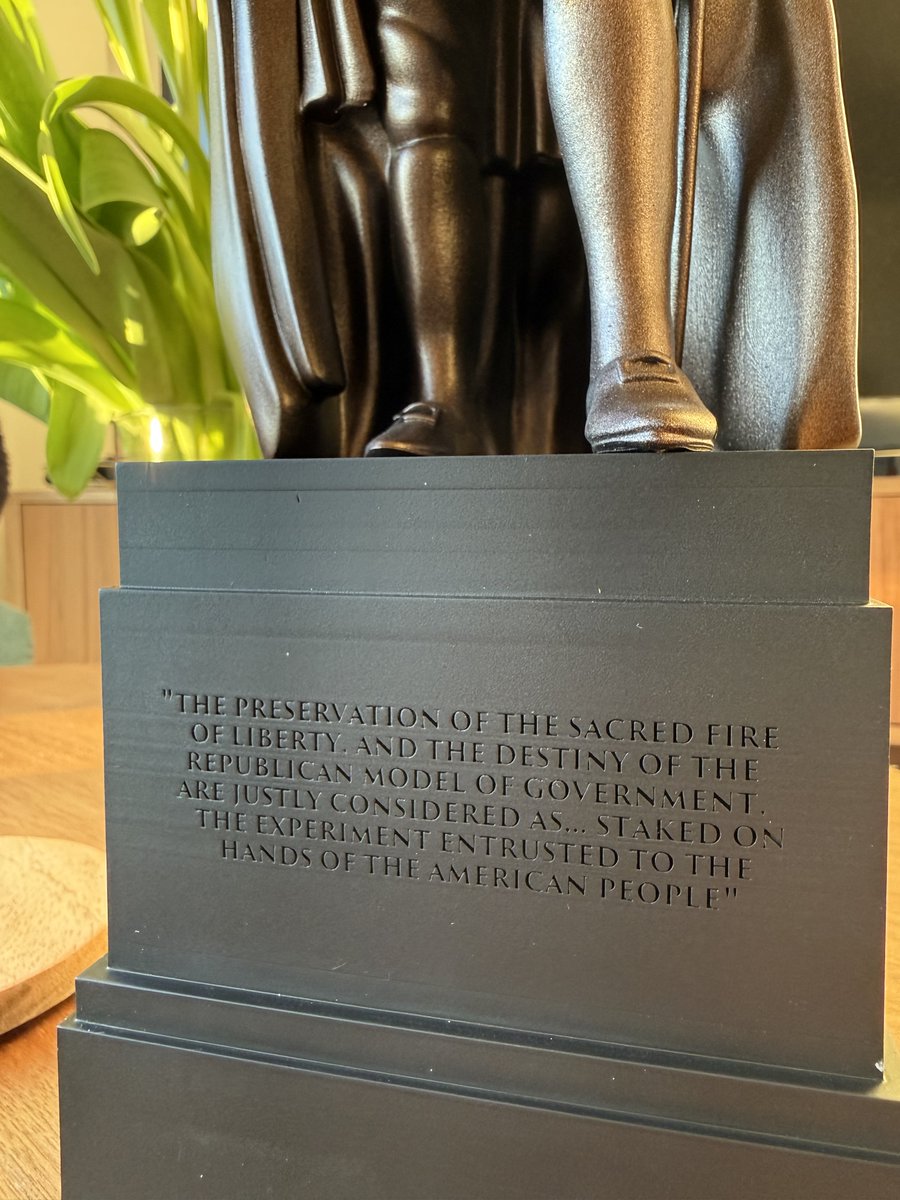 "THE PRESERVATION OF THE SACRED FIRE
OF LIBERTY. AND THE DESTINY OF THE
REPUBLICAN MODEL OF GOVERNMENT.
ARE JUSTLY CONSIDERED AS... STAKED ON
THE EXPERIMENT ENTRUSTED TO THE
HANDS OF THE AMERICAN PEOPLE"